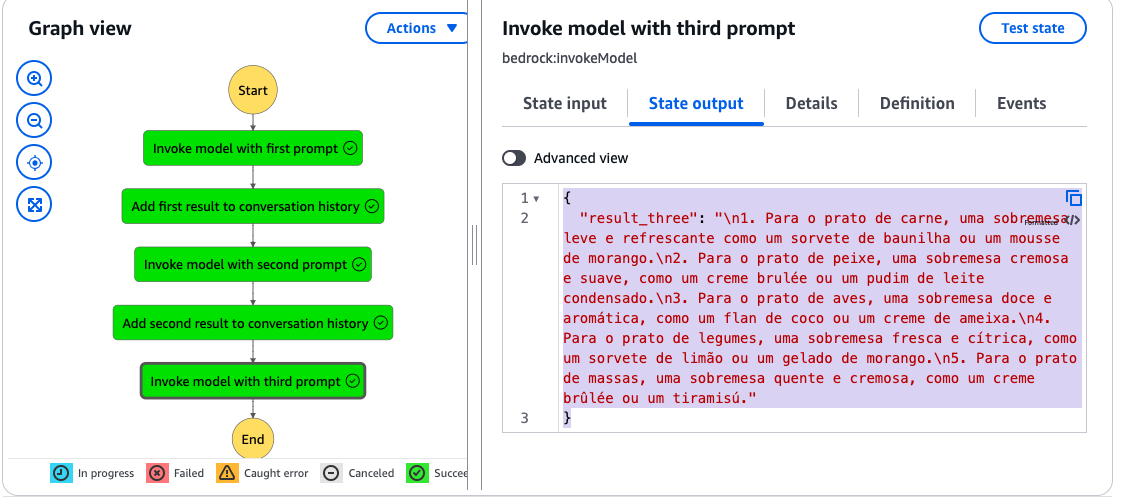 Graph view
Actions
Start
Invoke model with first prompt
Add first result to conversation history
Invoke model with second prompt
Add second result to conversation history
Invoke model with third prompt
End
In progress
Failed
Caught error
Canceled
Succee
Invoke model with third prompt
Test state
bedrock:invokeModel
State input
State output
Details
Definition
Events
Advanced view
Formatted
1
{
2
"result_three": "\n1. Para o prato de carne, uma sobremesa
leve e refrescante como um sorvete de baunilha ou um mousse
de morango.\n2. Para o prato de peixe, uma sobremesa cremosa
e suave, como um creme brulée ou um pudim de leite
condensado.\n3. Para o prato de aves, uma sobremesa doce e
aromática, como um flan de coco ou um creme de ameixa.\n4.
Para o prato de legumes, uma sobremesa fresca e cítrica, como
um sorvete de limão ou um gelado de morango.\n5. Para o prato
de massas, uma sobremesa quente e cremosa, como um creme
brûlée ou um tiramisú."
3
}